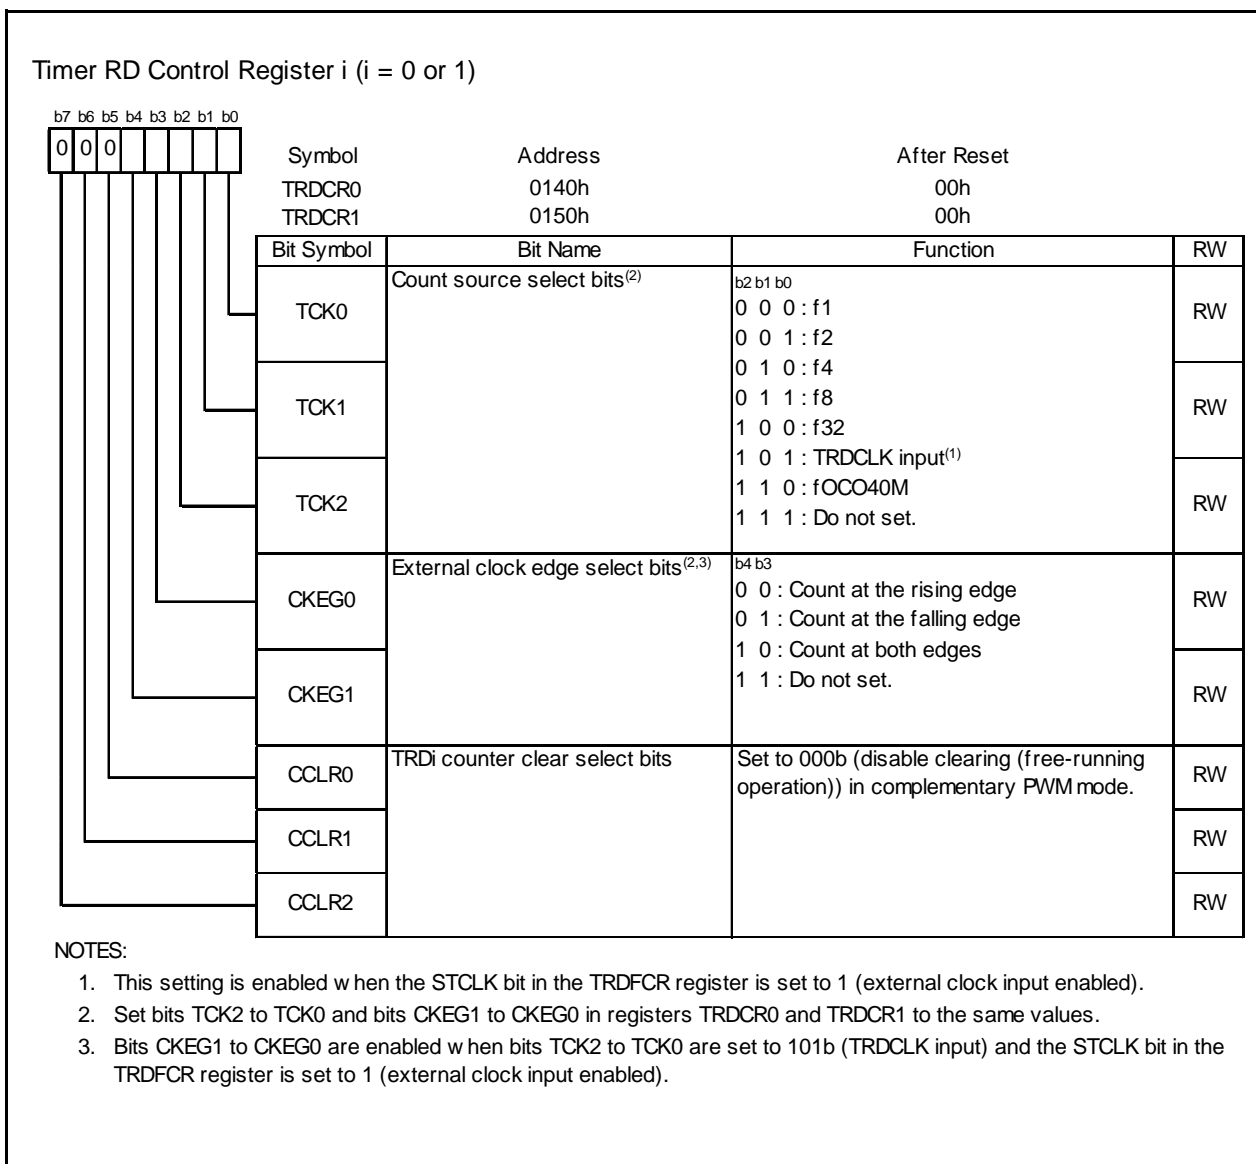 Timer RD Control Register i (i = 0 or 1)
b7 b6 b5 b4 b3 b2 b1 b0
0 0 0
Symbol Address After Reset
TRDCR0 0140h 00h
TRDCR1 0150h 00h
Bit Symbol Bit Name Function RW
TCK0 Count source select bits(2) b2 b1 b0
0 0 0 : f1 RW
0 0 1 : f2
0 1 0 : f4
TCK1 0 1 1 : f8 RW
1 0 0 : f32
1 0 1 : TRDCLK input(1)
TCK2 1 1 0 : fOCO40M RW
1 1 1 : Do not set.
External clock edge select bits(2,3) b4 b3
CKEG0 0 0 : Count at the rising edge RW
0 1 : Count at the falling edge
1 0 : Count at both edges
CKEG1 1 1 : Do not set. RW
CCLR0 TRDi counter clear select bits Set to 000b (disable clearing (free-running RW
operation)) in complementary PWM mode.
CCLR1 RW
CCLR2 RW
NOTES:
1. This setting is enabled when the STCLK bit in the TRDFCR register is set to 1 (external clock input enabled).
2. Set bits TCK2 to TCK0 and bits CKEG1 to CKEG0 in registers TRDCR0 and TRDCR1 to the same values.
3. Bits CKEG1 to CKEG0 are enabled when bits TCK2 to TCK0 are set to 101b (TRDCLK input) and the STCLK bit in the
TRDFCR register is set to 1 (external clock input enabled).